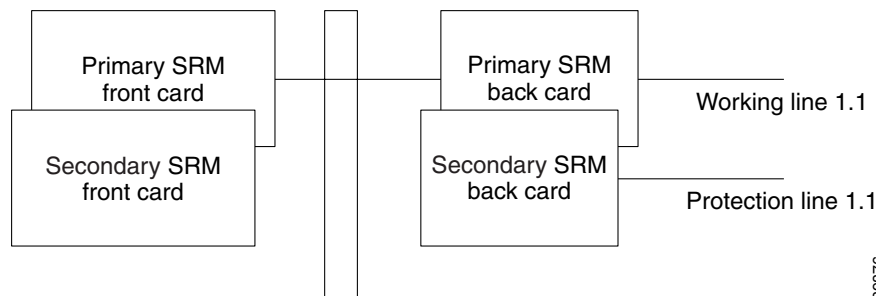 Primary SRM
front card
Primary SRM
back card
Working line 1.1
Secondary SRM
front card
Secondary SRM
back card
Protection line 1.1